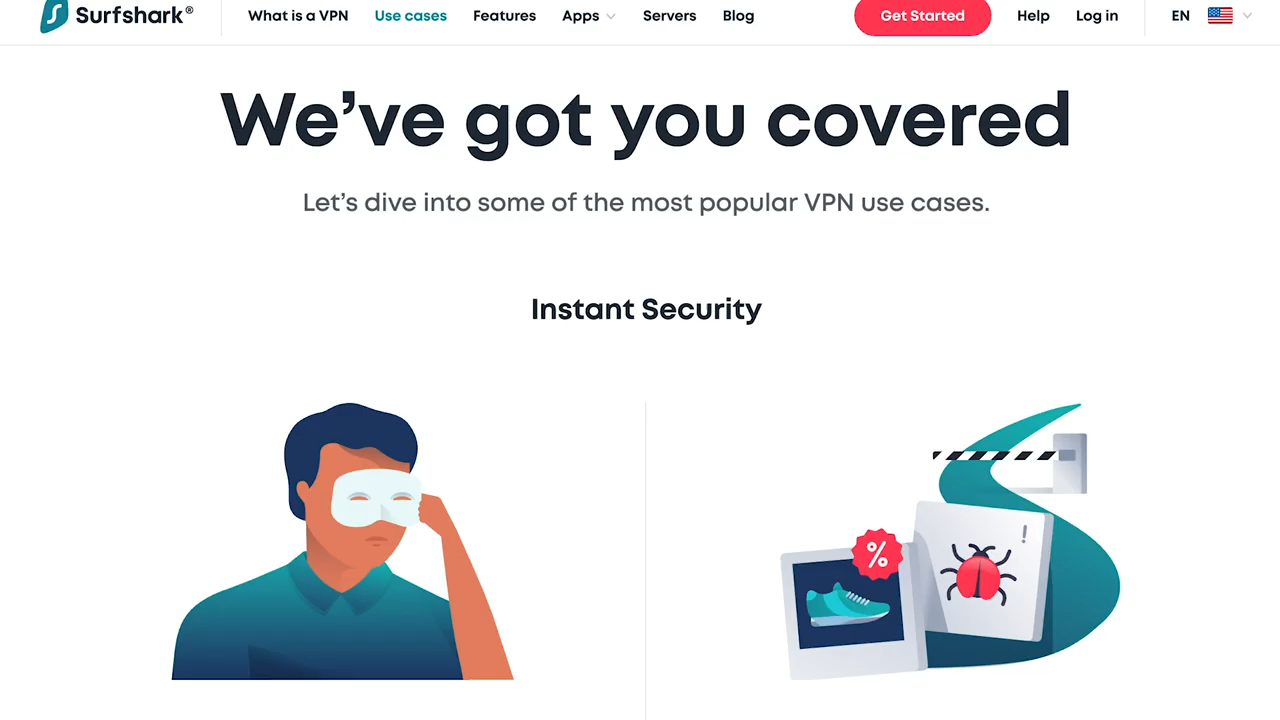 Surfshark®
What is a VPN
Use cases
Features
Apps
Servers
Blog
Get Started
Help
Log in
EN
We’ve got you covered
Let’s dive into some of the most popular VPN use cases.
Instant Security
%
!